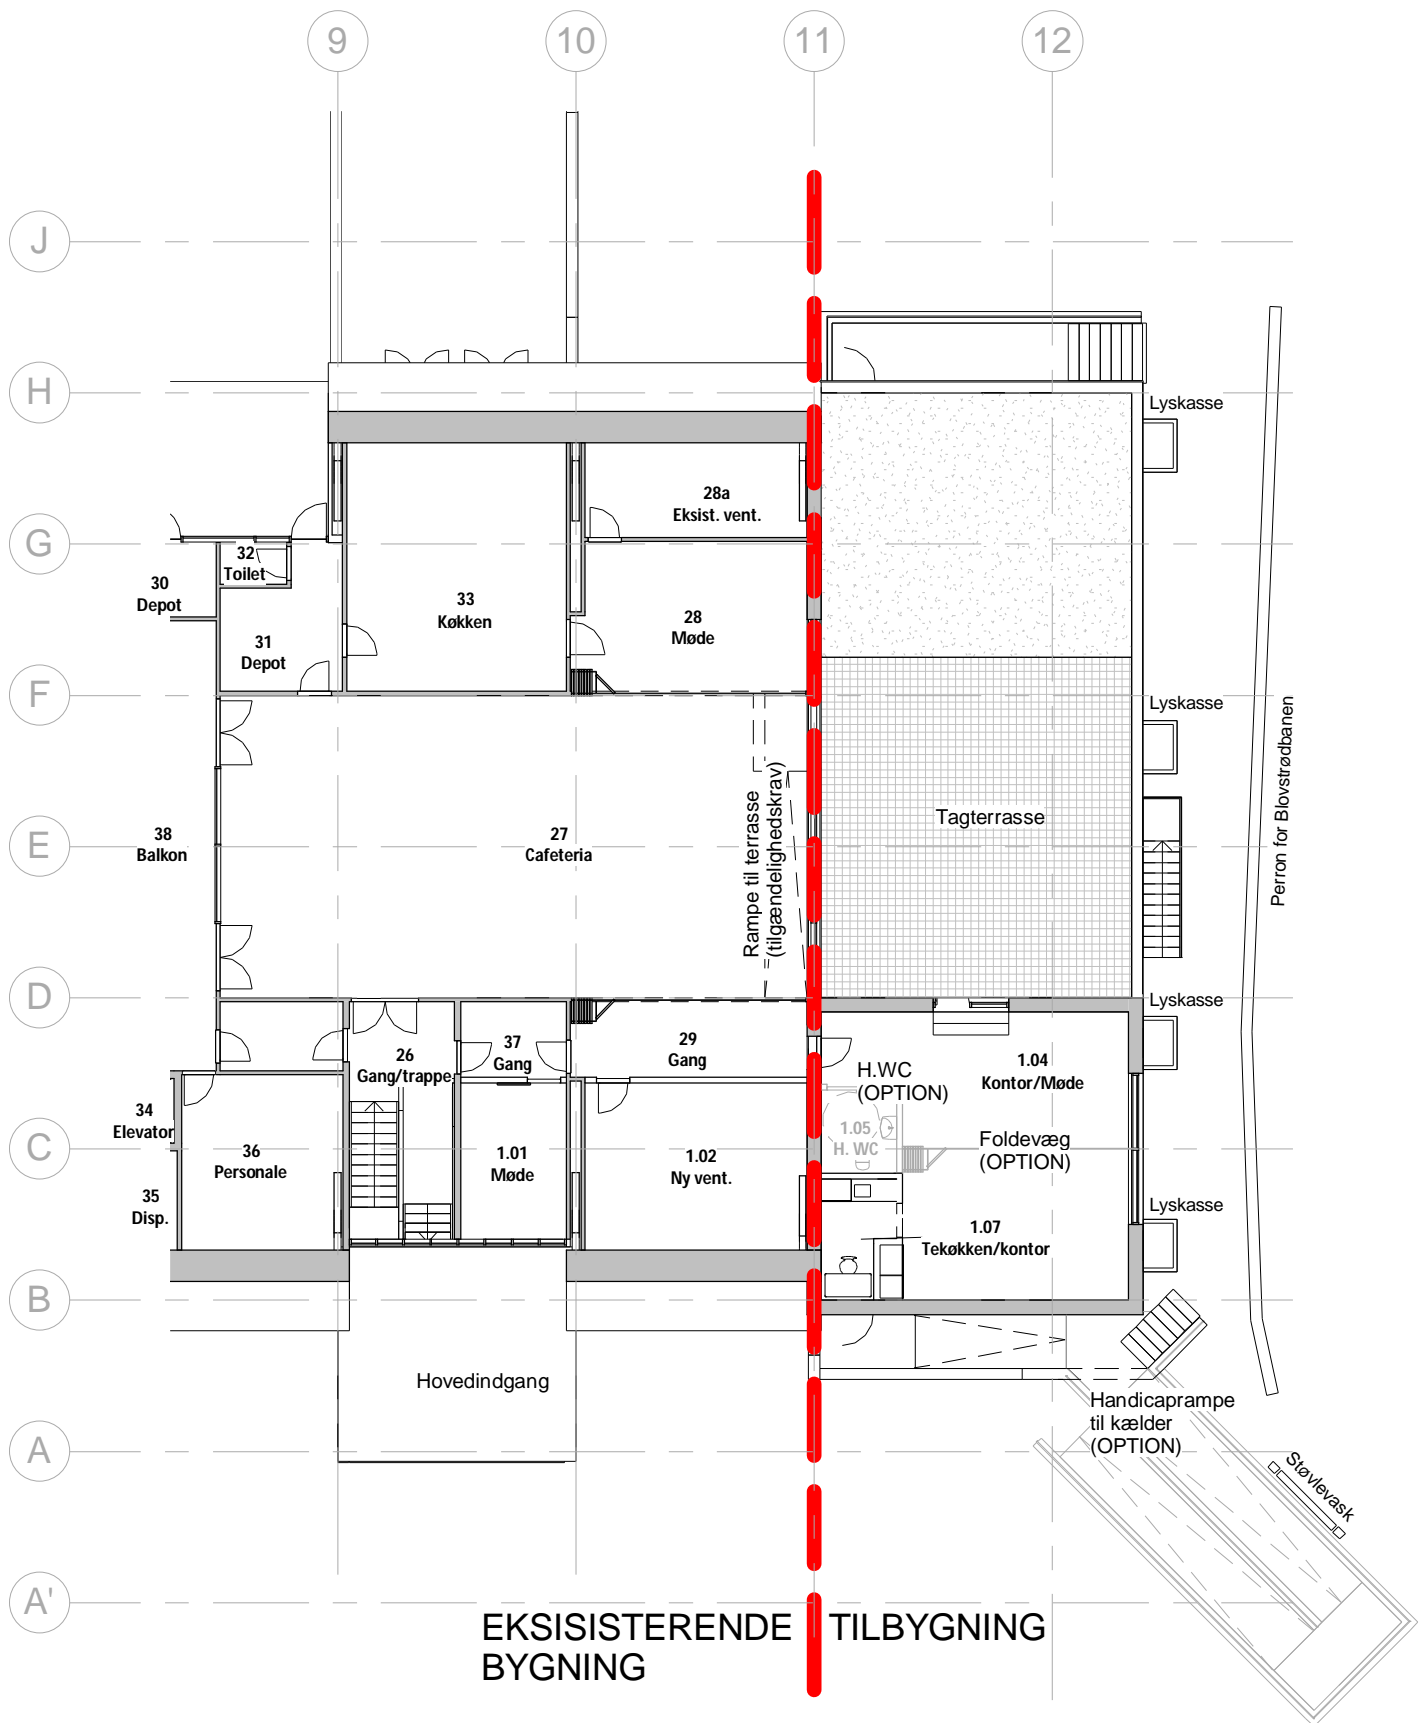 9
10
11
12
J
H
Lyskasse
28a
Eksist. vent.
G
32
Toilet
30
Depot
33
Køkken
28
Møde
31
Depot
F
Lyskasse
Perron for Blovstrødbanen
Rampe til terrasse
(tilgændelighedskrav)
Tagterrasse
E
38
Balkon
27
Cafeteria
D
Lyskasse
26
Gang/trappe
37
Gang
29
Gang
H.WC
(OPTION)
1.04
Kontor/Møde
34
Elevator
C
36
Personale
1.01
Møde
1.02
Ny vent.
1.05
H. WC
Foldevæg
(OPTION)
35
Disp.
Lyskasse
1.07
Tekøkken/kontor
B
Hovedindgang
Handicaprampe
til kælder
(OPTION)
A
Støvlevask
A'
EKSISISTERENDE
BYGNING
TILBYGNING